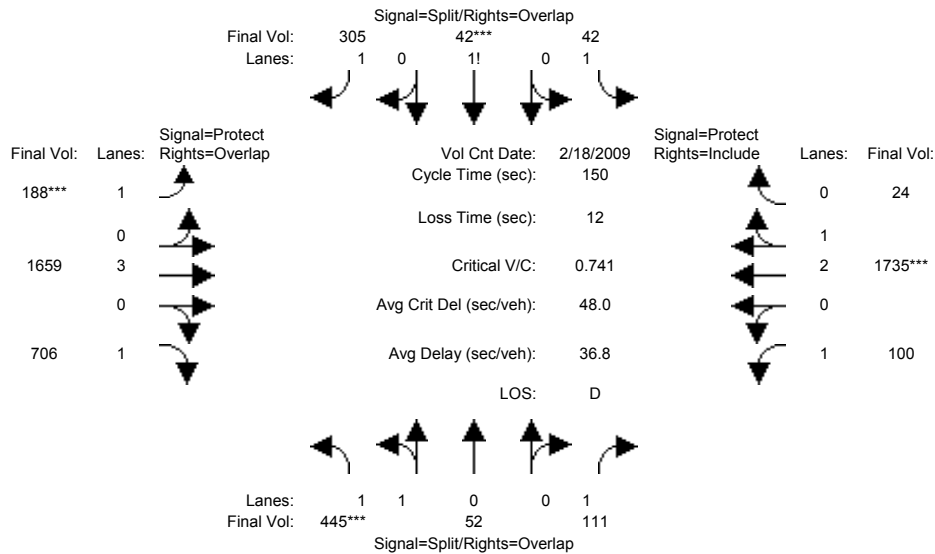 Signal=Split/Rights=Overlap
Final Vol: 305 42*** 42
Lanes: 1 0 1! 0 1
Signal=Protect
Final Vol: Lanes: Rights=Overlap
Vol Cnt Date: 2/18/2009
Signal=Protect
Rights=Include Lanes: Final Vol:
188*** 1
Cycle Time (sec): 150
0 24
Loss Time (sec): 12
0
1
1659 3
Critical V/C: 0.741
2 1735***
0
Avg Crit Del (sec/veh): 48.0
0
706 1
Avg Delay (sec/veh): 36.8
1 100
LOS: D
Lanes: 1 1 0 0 1
Final Vol: 445*** 52 111
Signal=Split/Rights=Overlap